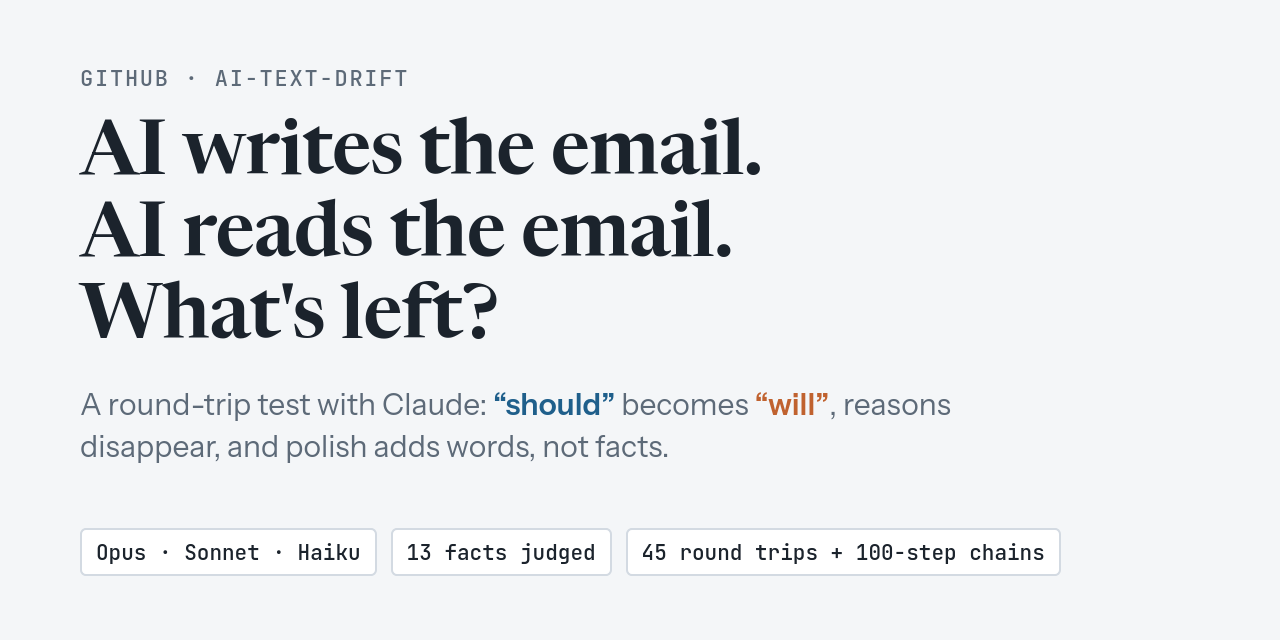 GITHUB · AI-TEXT-DRIFT
AI writes the email.
AI reads the email.
What's left?
A round-trip test with Claude: “should” becomes “will”, reasons
disappear, and polish adds words, not facts.
Opus · Sonnet · Haiku
13 facts judged
45 round trips + 100-step chains